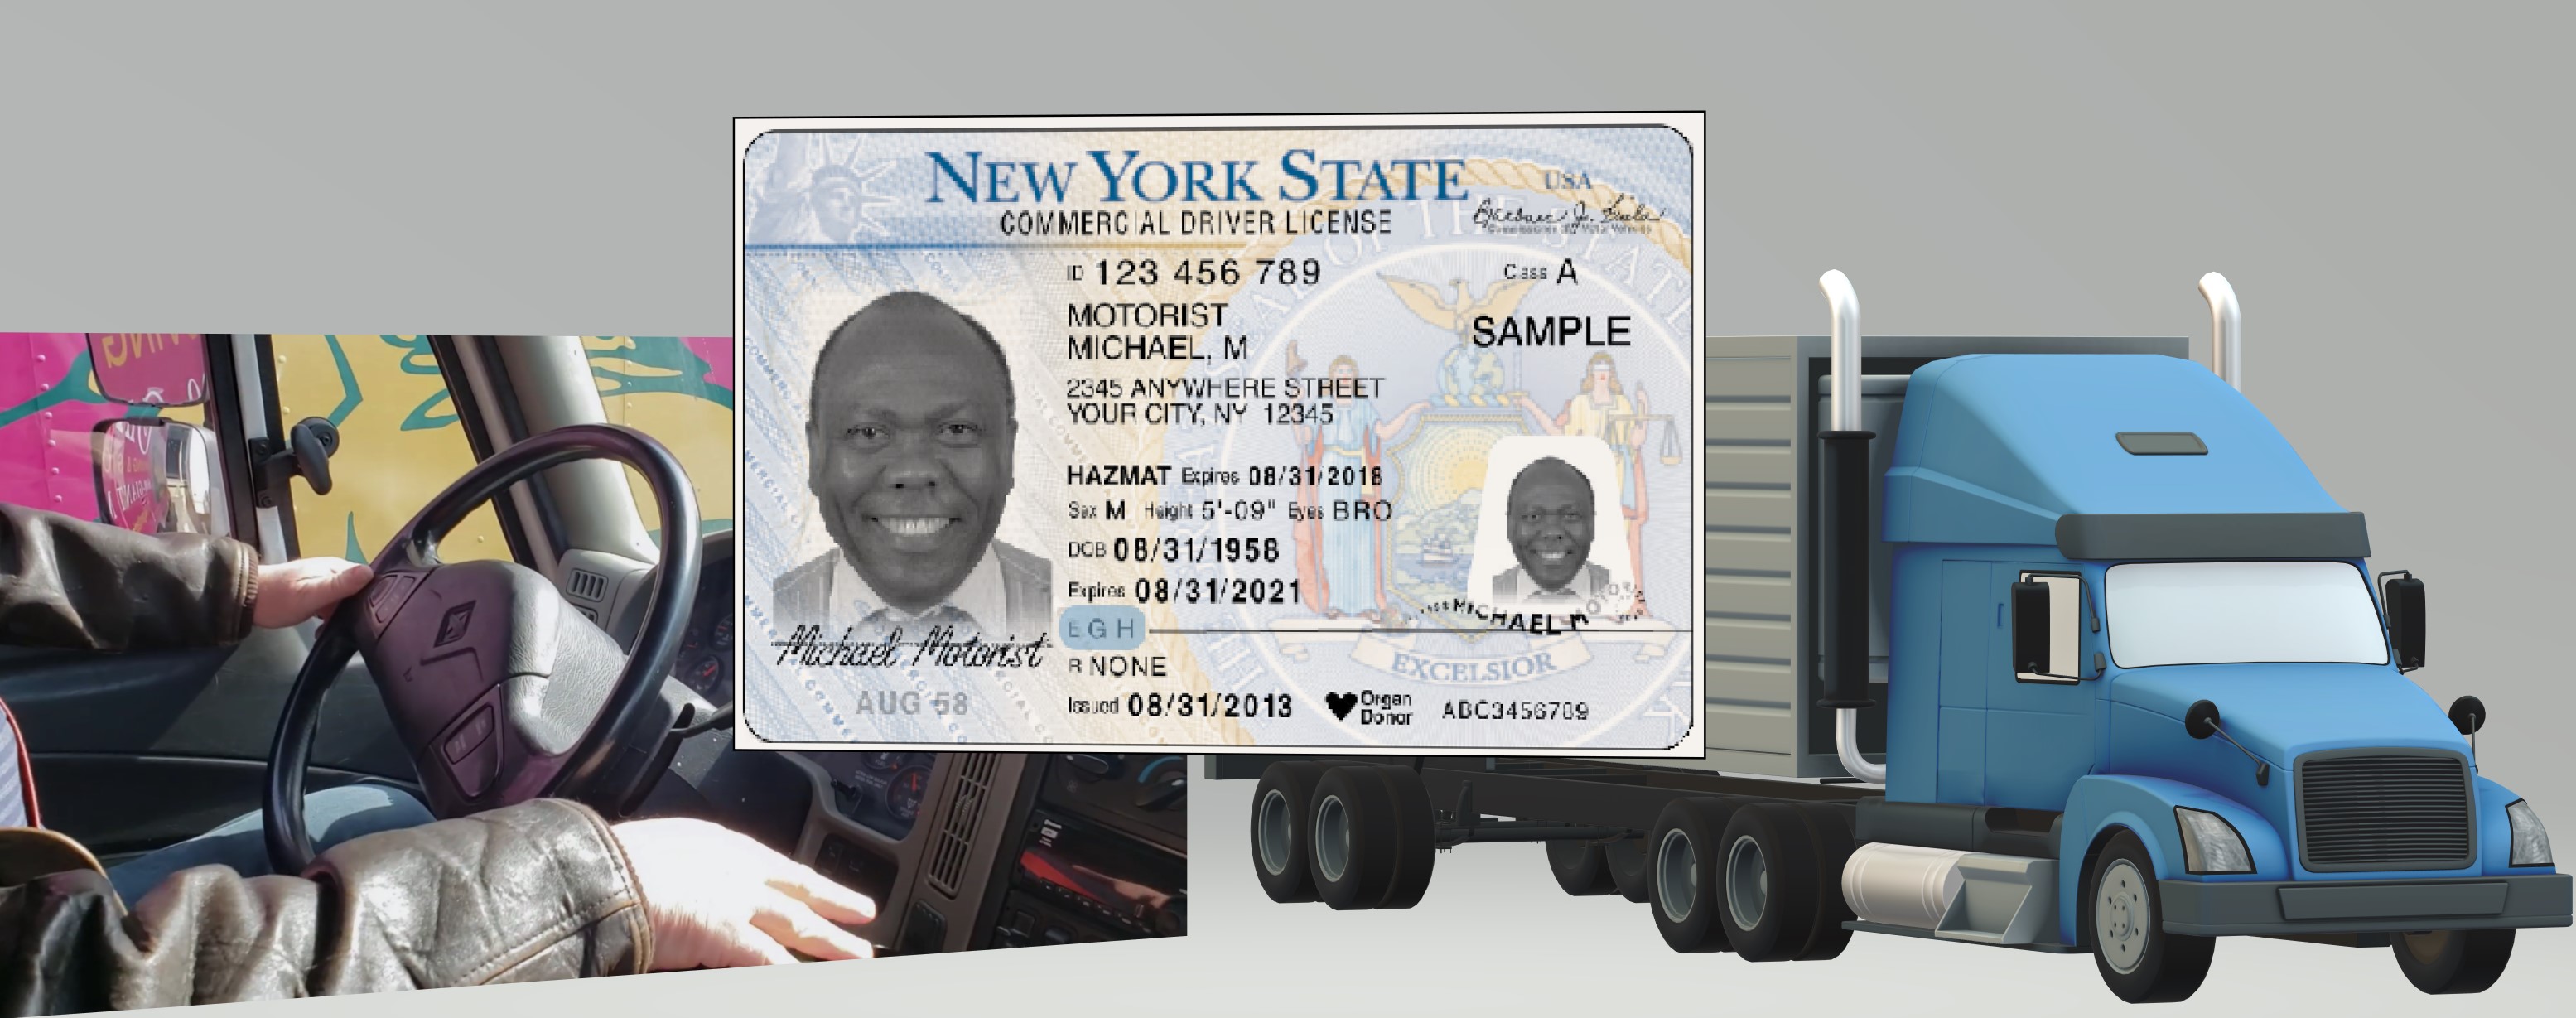 NEW YORK STATE
USA
COMMERCIAL DRIVER LICENSE
ID 123 456 789
Class A
MOTORIST
MICHAEL, M
SAMPLE
2345 ANYWHERE STREET
YOUR CITY, NY 12345
HAZMAT Expires 08/31/2018
Sex M Height 5'-09" Eyes BRO
DOB 08/31/1958
Expires 08/31/2021
E G H
MICHAEL MOTO
Michael Motorist
R NONE
EXCELSIOR
AUG 58
Issued 08/31/2013
Organ
Donor
ABC3456789